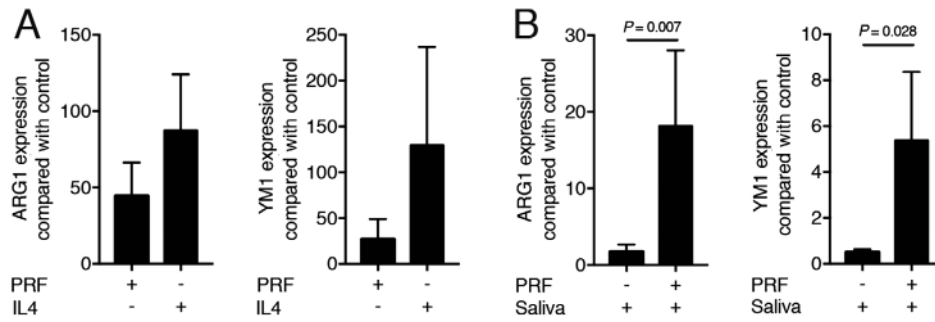 A
ARG1 expression
compared with control
150
100
50
0
PRF + -
IL4 - +
YM1 expression
compared with control
250
200
150
100
50
0
PRF + -
IL4 - +
B
ARG1 expression
compared with control
P = 0.007
30
20
10
0
PRF - +
Saliva + +
YM1 expression
compared with control
P = 0.028
10
8
6
4
2
0
PRF - +
Saliva + +